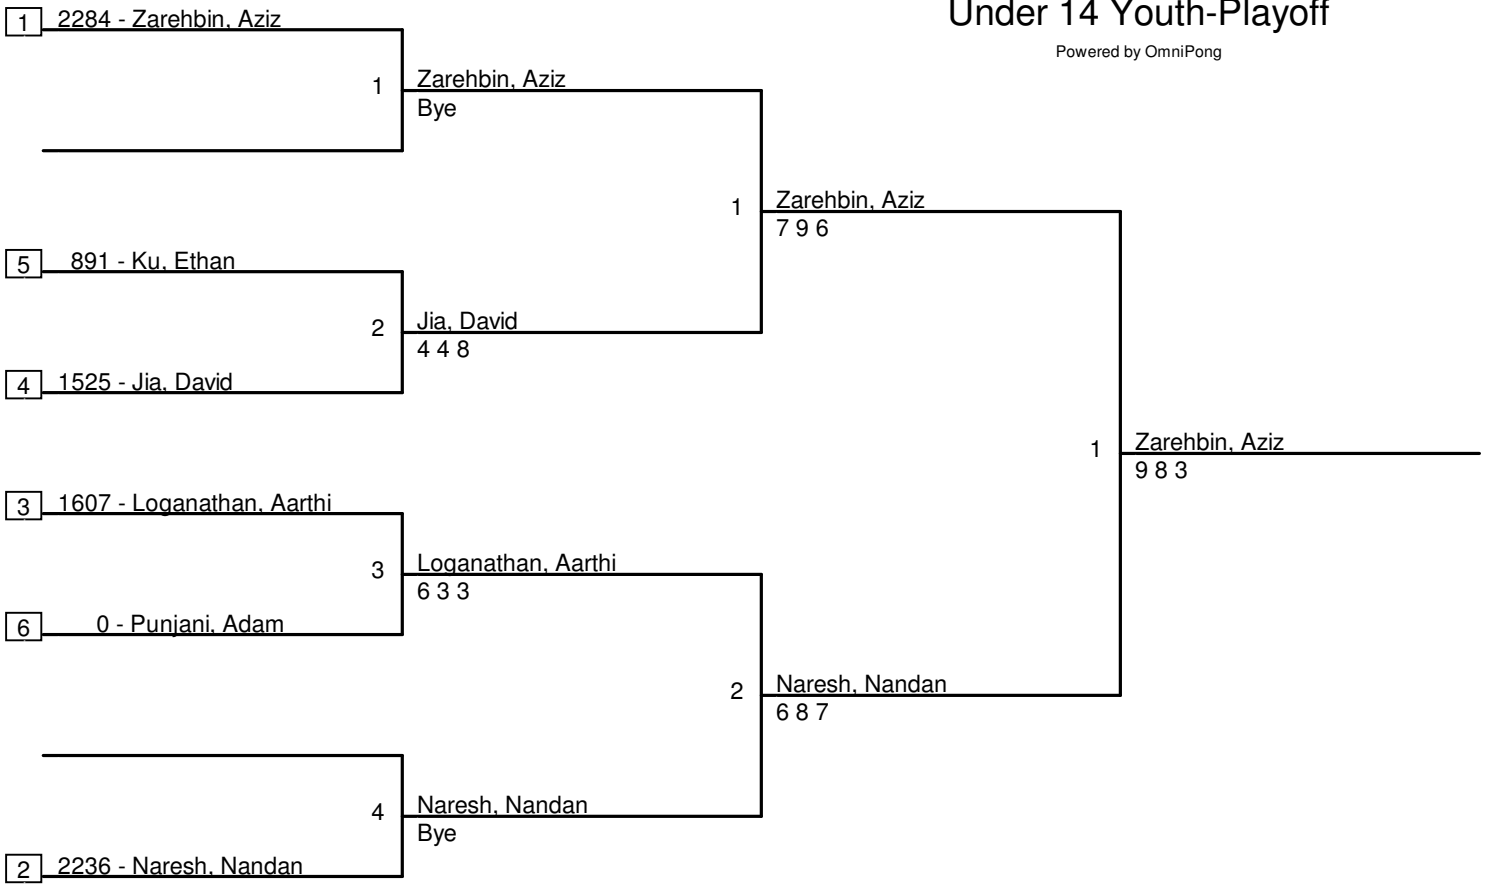 Under 14 Youth-Playoff
Powered by OmniPong
1 2284 - Zarehbin, Aziz
1 Zarehbin, Aziz
Bye
1 Zarehbin, Aziz
7 9 6
5 891 - Ku, Ethan
2 Jia, David
4 4 8
4 1525 - Jia, David
1 Zarehbin, Aziz
9 8 3
3 1607 - Loganathan, Aarthi
3 Loganathan, Aarthi
6 3 3
6 0 - Punjani, Adam
2 Naresh, Nandan
6 8 7
4 Naresh, Nandan
Bye
2 2236 - Naresh, Nandan